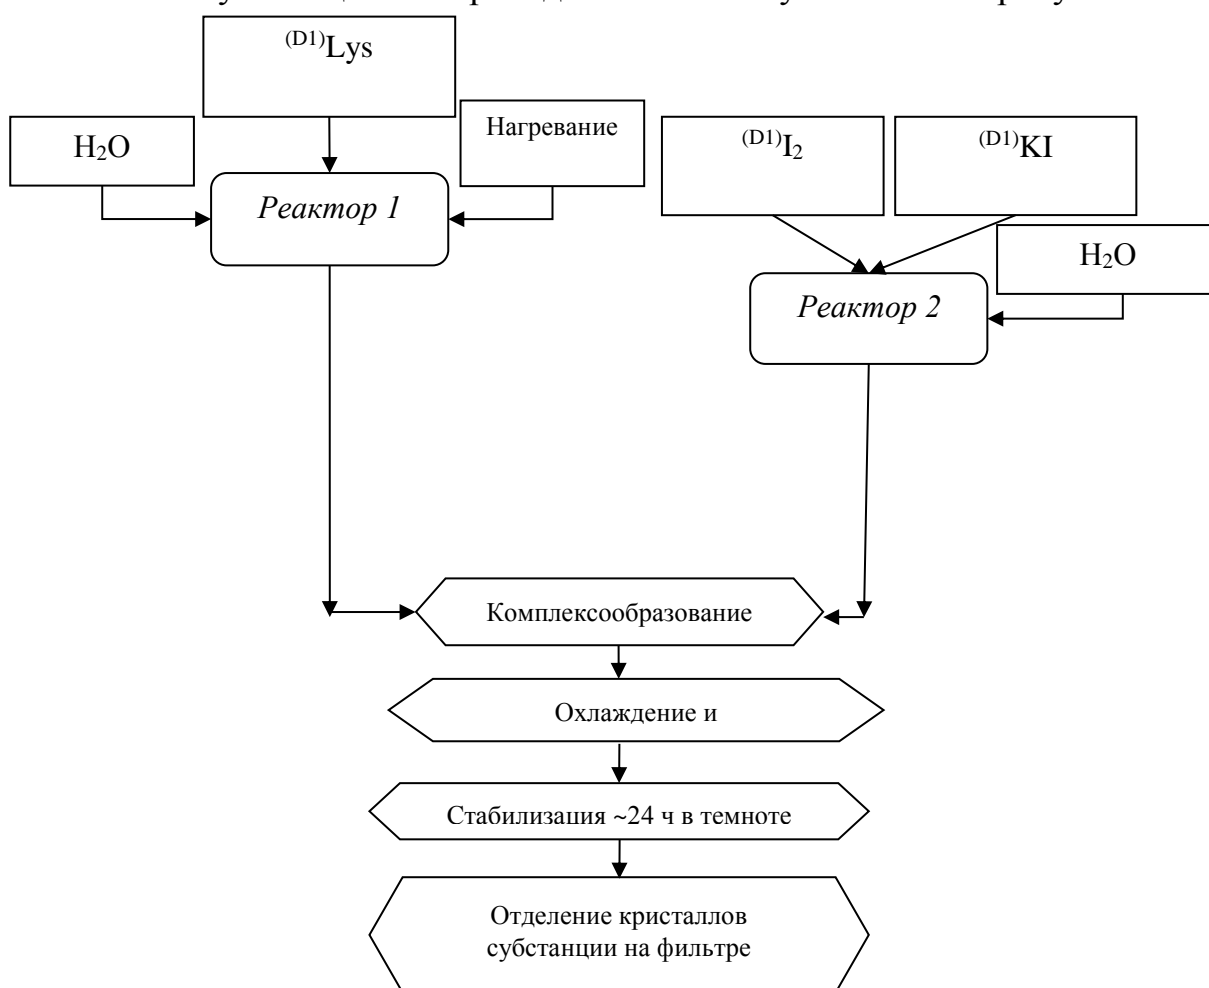 (D1)Lys
H2O
Нагревание
Реактор 1
(D1)I2
(D1)KI
H2O
Реактор 2
Комплексообразование
Охлаждение и
Стабилизация ~24 ч в темноте
Отделение кристаллов
субстанции на фильтре